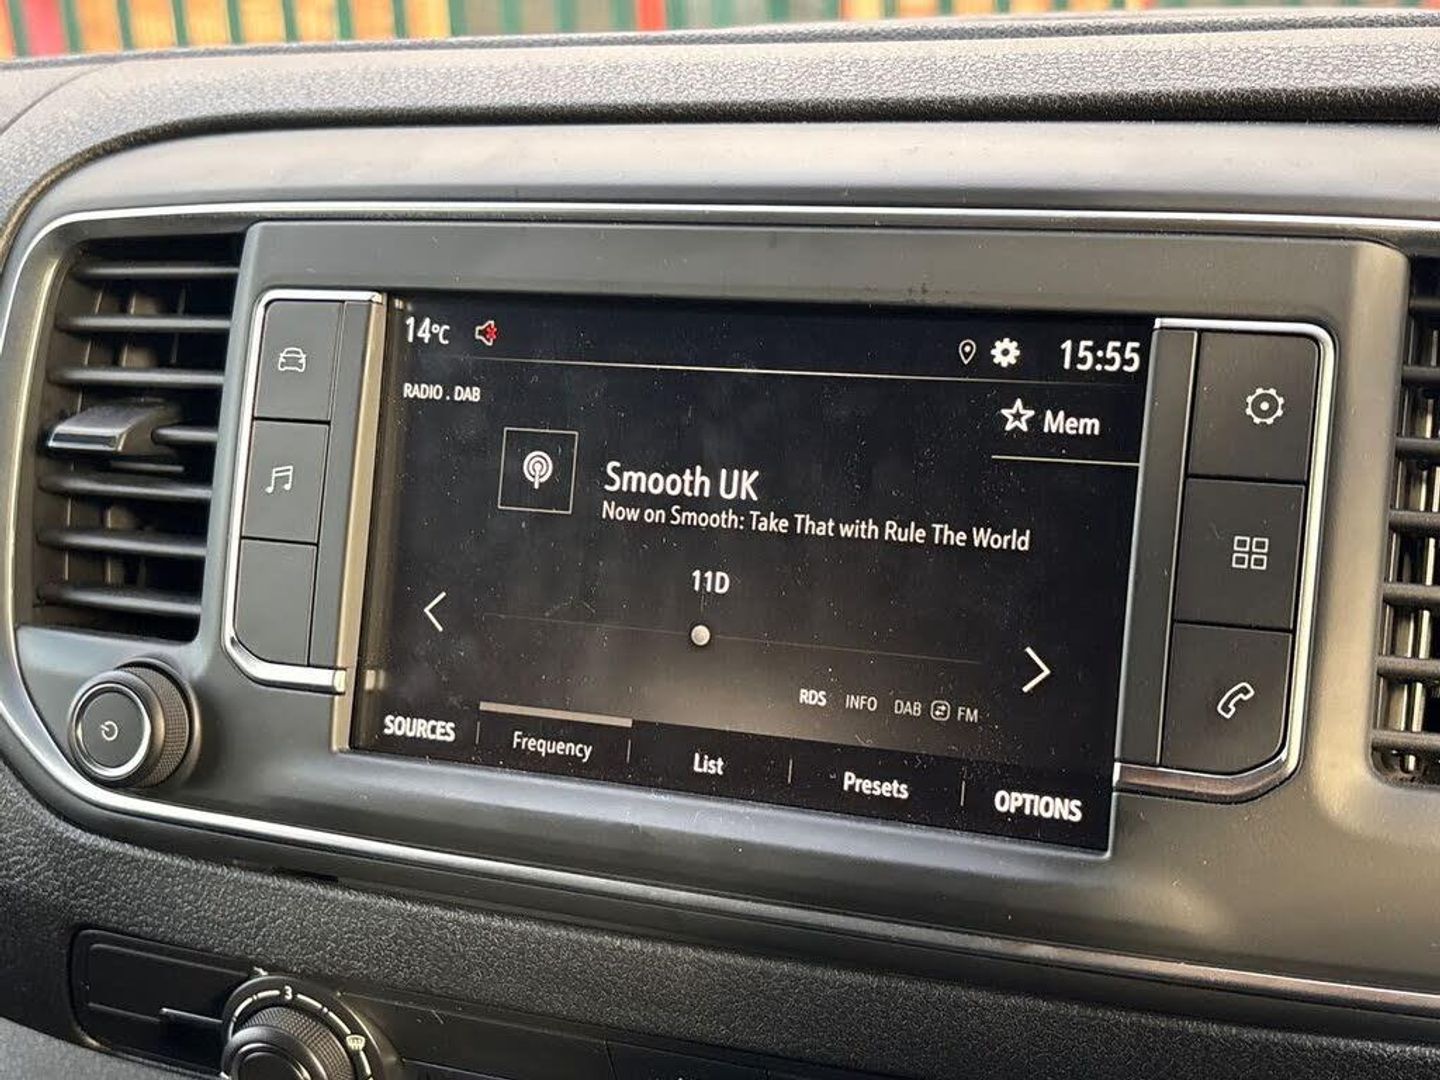 14°C
15:55
RADIO . DAB
Mem
Smooth UK
Now on Smooth: Take That with Rule The World
11D
RDS INFO DAB FM
SOURCES Frequency List Presets OPTIONS
3